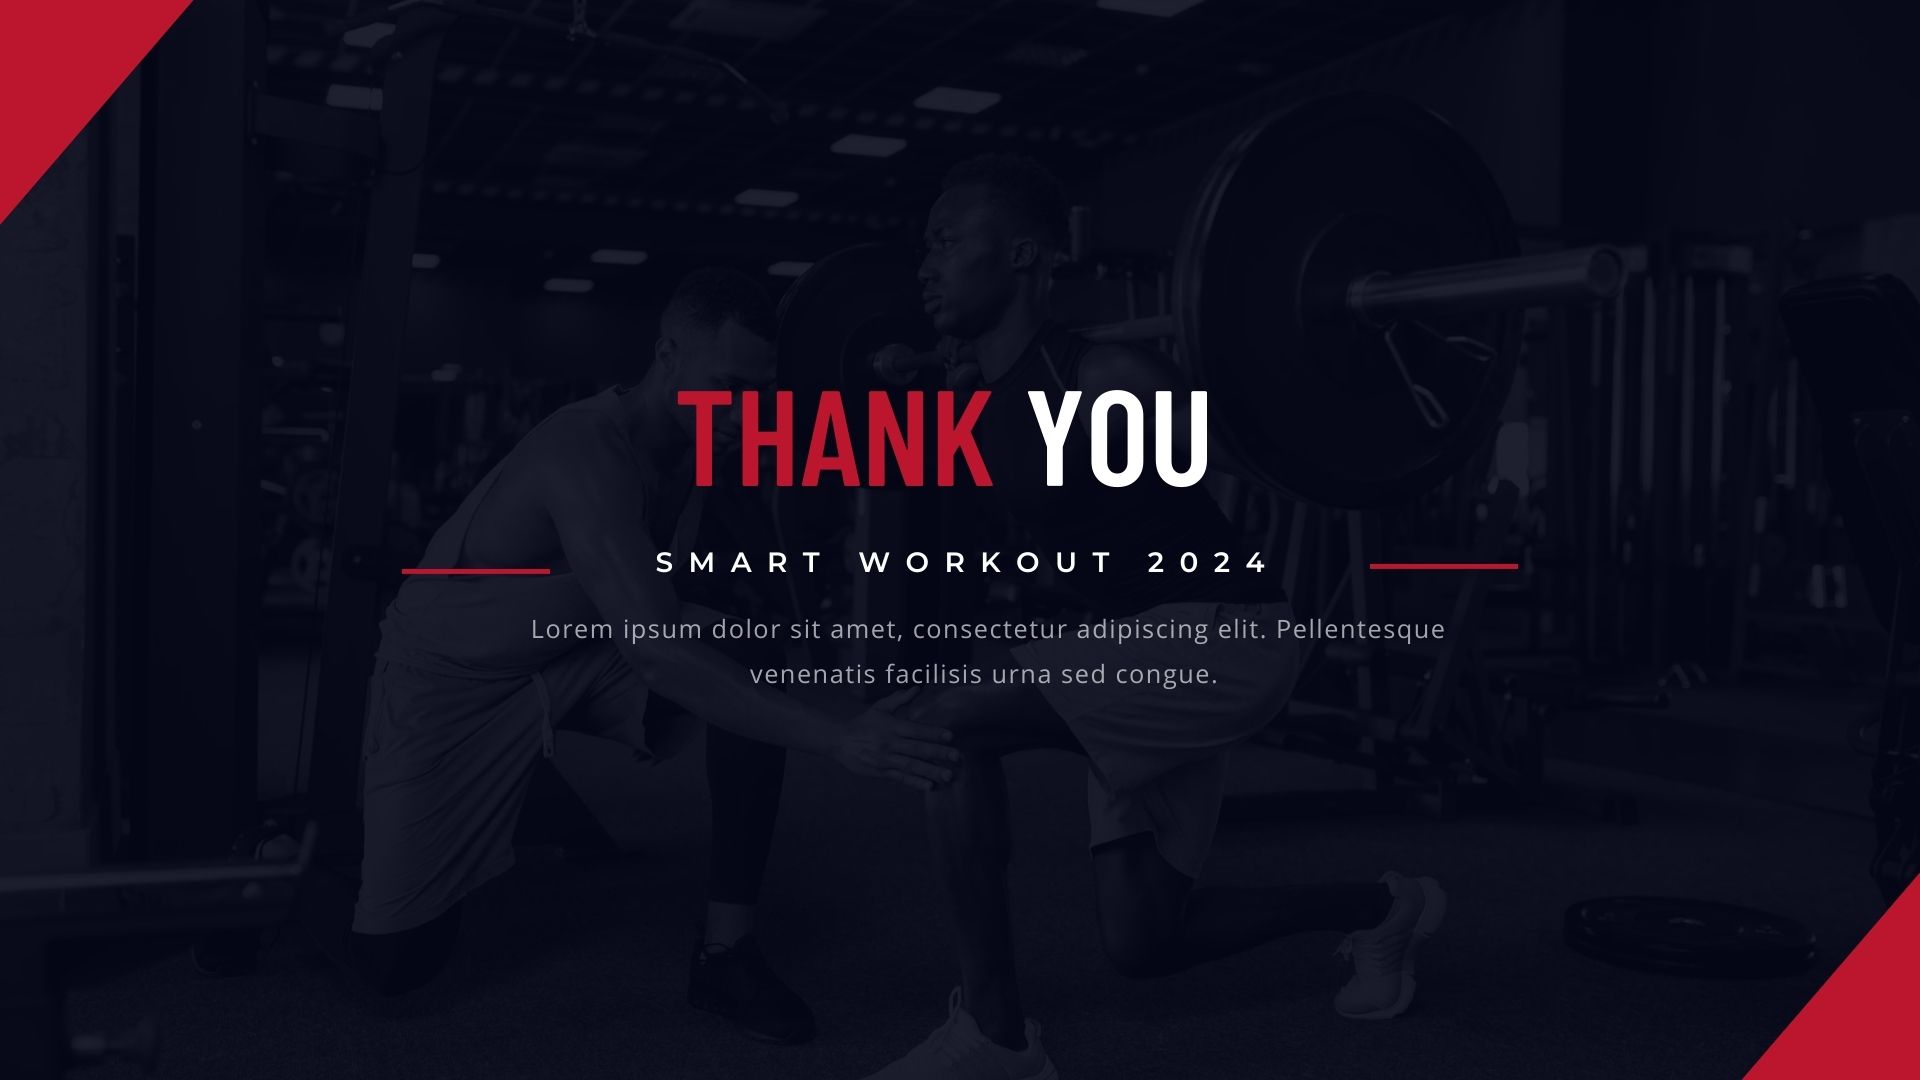 THANK YOU
SMART WORKOUT 2024
Lorem ipsum dolor sit amet, consectetur adipiscing elit. Pellentesque
venenatis facilisis urna sed congue.